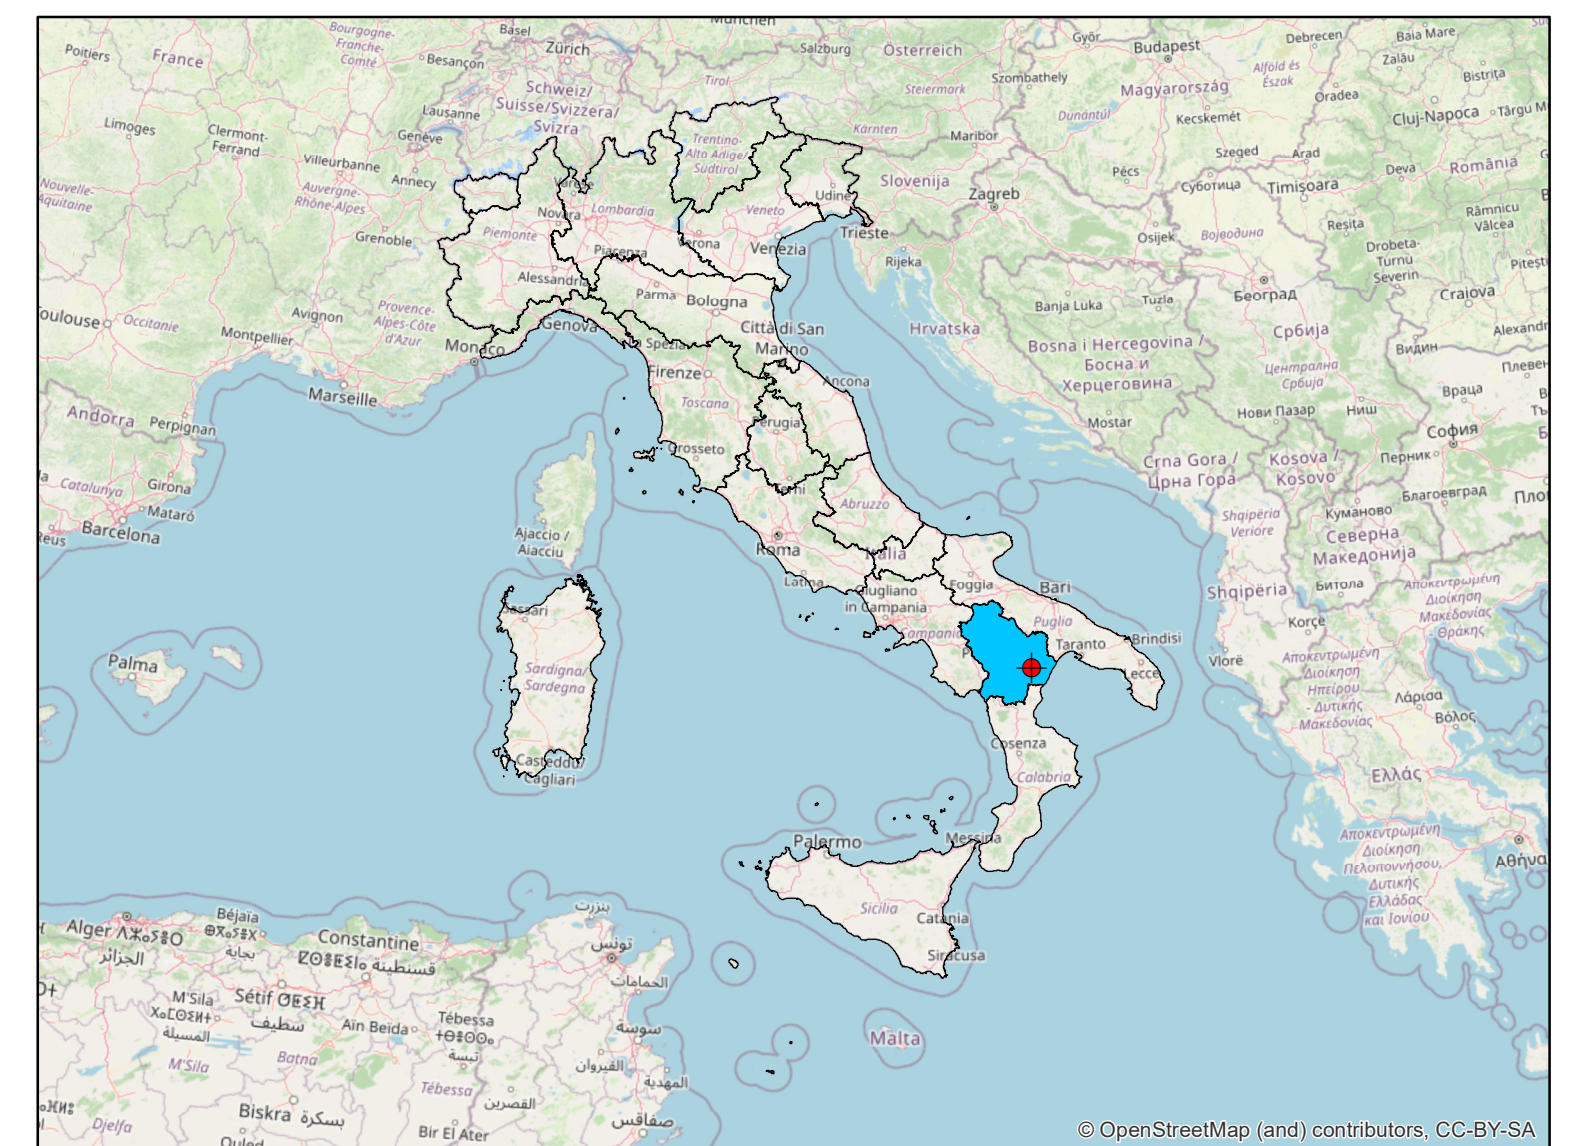 München
Bourgogne-
Franche-
Comté
Basel
Zürich
Salzburg
Österreich
Győr
Budapest
Debrecen
Baia Mare
Poitiers
France
Besançon
Schweiz/
Suisse/Svizzera/
Svizra
Tirol
Steiermark
Szombathely
Magyarország
Alföld és
Észak
Zalău
Bistrița
Oradea
Limoges
Clermont-
Ferrand
Lausanne
Genève
Trentino-
Alto Adige/
Südtirol
Kärnten
Maribor
Dunántúl
Kecskemét
Cluj-Napoca
Târgu M
Villeurbanne
Annecy
Varese
Udine
Slovenija
Zagreb
Pécs
Szeged
Arad
Суботица
Timișoara
Deva
România
Nouvelle-
Aquitaine
Auvergne-
Rhône-Alpes
Grenoble
Novara
Lombardia
Veneto
Piemonte
Piacenza
Verona
Venezia
Trieste
Rijeka
Osijek
Војводина
Reșița
Râmnicu
Vâlcea
Drobeta-
Turnu
Severin
Pitești
Alessandria
Parma
Bologna
Banja Luka
Tuzla
Београд
Craiova
oulouse
Occitanie
Avignon
Provence-
Alpes-Côte
d'Azur
Montpellier
Genova
La Spezia
Città di San
Marino
Hrvatska
Bosna i Hercegovina /
Босна и
Херцеговина
Србија
Централна
Србија
Видин
Alexandr
Плевен
Monaco
Marseille
Firenze
Toscana
Ancona
Perugia
Grosseto
Terni
Andorra
Perpignan
Mostar
Нови Пазар
Ниш
Враца
София
Перник
Crna Gora /
Црна Гора
Kosova /
Kosovo
Благоевград
Catalunya
Girona
Mataró
Barcelona
Reus
Ajaccio /
Aiacciu
Abruzzo
Roma
Italia
Latina
Giugliano
in Campania
Foggia
Bari
Shqipëria
Veriore
Куманово
Северна
Македонија
Shqipëria
Битола
Sassari
Campania
Puglia
Taranto
Brindisi
Lecce
Korçë
Vlorë
Αποκεντρωμένη
Διοίκηση
Μακεδονίας
- Θράκης
Αποκεντρωμένη
Διοίκηση
Ηπείρου
- Δυτικής
Μακεδονίας
Λάρισα
Βόλος
Palma
Sardigna/
Sardegna
Casteddu/
Cagliari
Cosenza
Calabria
Ελλάς
Palermo
Messina
Sicilia
Catania
Siracusa
Αποκεντρωμένη
Διοίκηση
Πελοποννήσου,
Δυτικής
Ελλάδας
και Ιονίου
Αθήνα
Alger ⴷⵣⴰⵢⴻⵔ
الجزائر
Béjaïa
بجاية
Constantine
قسنطينة
بنزرت
تونس
الحمامات
M'Sila
المسيلة
Sétif
سطيف
Aïn Beïda
Tébessa
تبسة
سوسة
القيروان
المهدية
Malta
M'Sila
Batna
Tébessa
القصرين
صفاقس
Djelfa
Biskra بسكرة
Ouled
Bir El Ater
© OpenStreetMap (and) contributors, CC-BY-SA